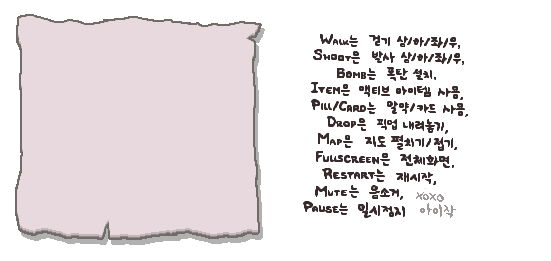 Walk는 걷기 상/하/좌/우,
Shoot은 발사 상/하/좌/우,
Bomb는 폭탄 설치,
Item은 액티브 아이템 사용,
Pill/Card는 알약/카드 사용,
Drop은 픽업 내려놓기,
Map은 지도 펼치기/접기,
Fullscreen은 전체화면,
Restart는 재시작,
Mute는 음소거,
Pause는 일시정지
xoxo
아이작